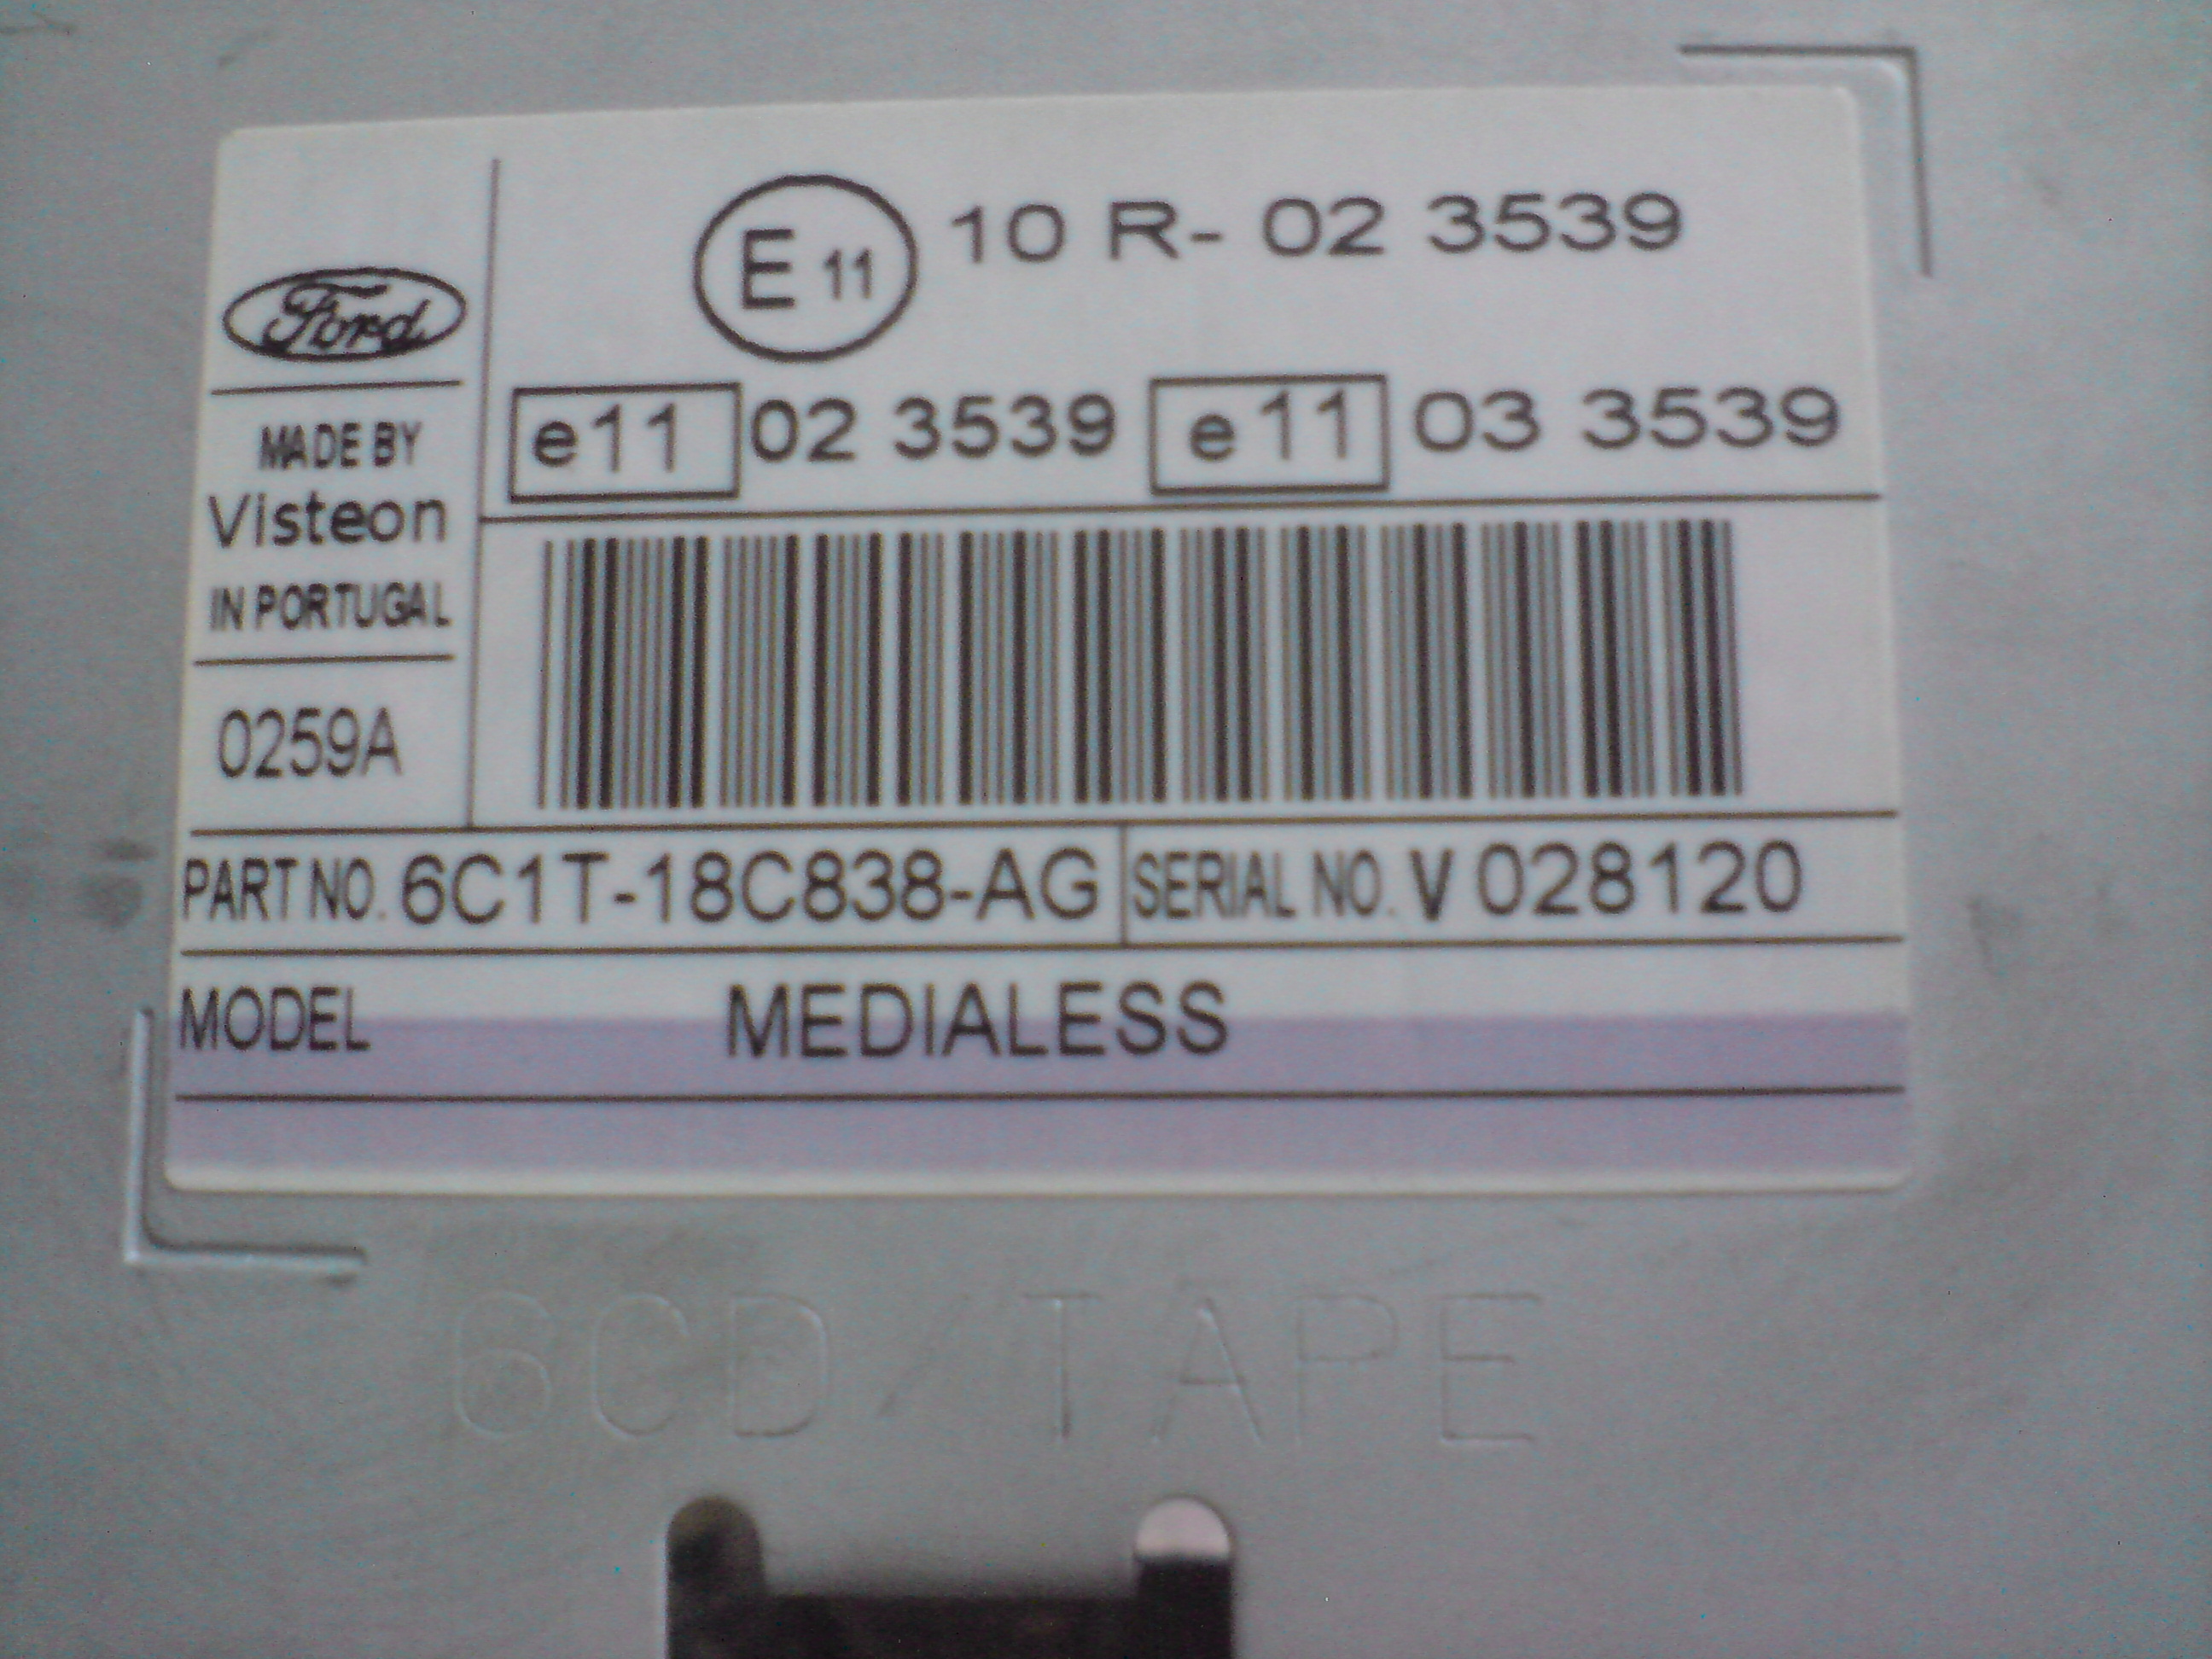 E 11 10 R- 02 3539
Ford
e11 02 3539 e11 03 3539
MADE BY
Visteon
IN PORTUGAL
0259A
PART NO. 6C1T-18C838-AG SERIAL NO. V 028120
MODEL MEDIALESS
6CD/TAPE